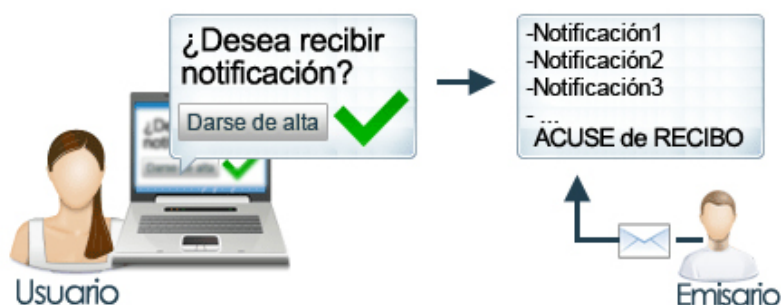 ¿Desea recibir
notificación?
Darse de alta
-Notificación1
-Notificación2
-Notificación3
- ...
ACUSE de RECIBO
Usuario
Emisario